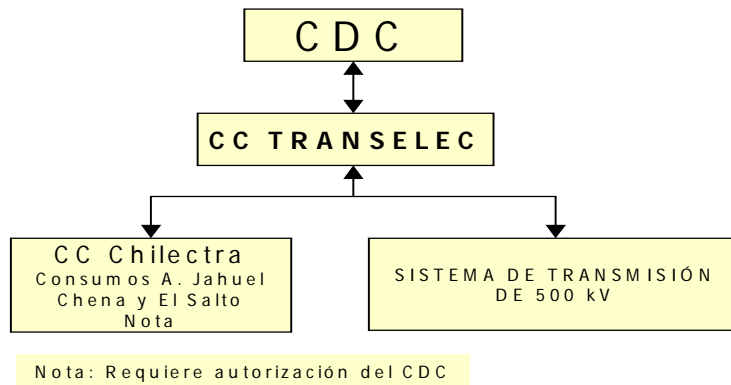 CDC
CC TRANSELEC
CC Chilectra
Consumos A. Jahuel
Chena y El Salto
Nota
SISTEMA DE TRANSMISIÓN
DE 500 kV
Nota: Requiere autorización del CDC